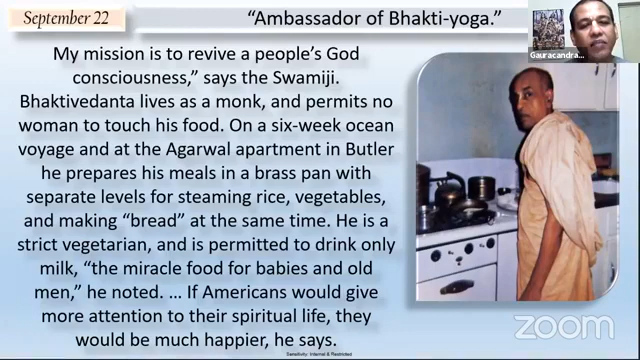 September 22
“Ambassador of Bhakti-yoga.”
My mission is to revive a people’s God
consciousness,” says the Swamiji.
Bhaktivedanta lives as a monk, and permits no
woman to touch his food. On a six-week ocean
voyage and at the Agarwal apartment in Butler
he prepares his meals in a brass pan with
separate levels for steaming rice, vegetables,
and making “bread” at the same time. He is a
strict vegetarian, and is permitted to drink only
milk, “the miracle food for babies and old
men,” he noted. … If Americans would give
more attention to their spiritual life, they
would be much happier, he says.
Gauracandra...
zoom
Sensitivity: Internal & Restricted